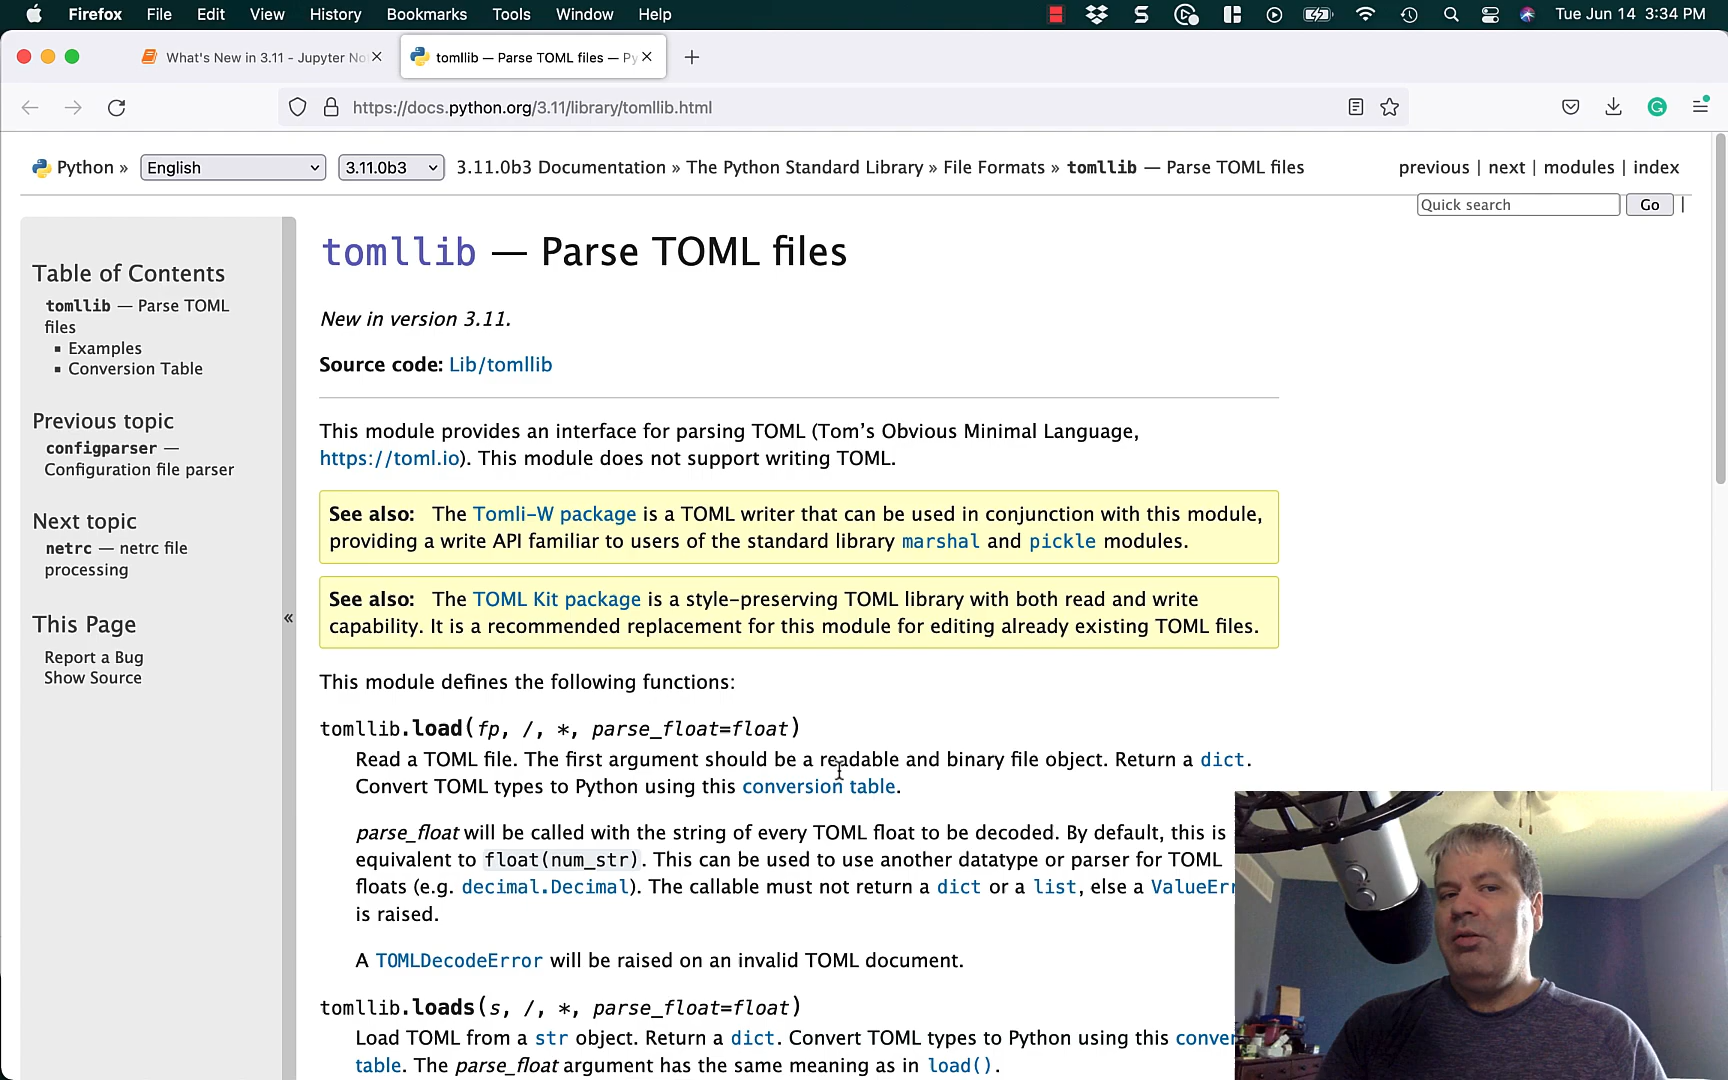 Firefox File Edit View History Bookmarks Tools Window Help Tue Jun 14 3:34 PM
What's New in 3.11 - Jupyter No
tomllib — Parse TOML files — Py
https://docs.python.org/3.11/library/tomllib.html
Python » English 3.11.0b3 3.11.0b3 Documentation » The Python Standard Library » File Formats » tomllib — Parse TOML files previous | next | modules | index
Quick search Go |
Table of Contents
tomllib — Parse TOML
files
▪ Examples
▪ Conversion Table
Previous topic
configparser —
Configuration file parser
Next topic
netrc — netrc file
processing
This Page
Report a Bug
Show Source
«
tomllib — Parse TOML files
New in version 3.11.
Source code: Lib/tomllib
This module provides an interface for parsing TOML (Tom's Obvious Minimal Language,
https://toml.io). This module does not support writing TOML.
See also: The Tomli-W package is a TOML writer that can be used in conjunction with this module,
providing a write API familiar to users of the standard library marshal and pickle modules.
See also: The TOML Kit package is a style-preserving TOML library with both read and write
capability. It is a recommended replacement for this module for editing already existing TOML files.
This module defines the following functions:
tomllib.load(fp, /, *, parse_float=float)
Read a TOML file. The first argument should be a readable and binary file object. Return a dict.
Convert TOML types to Python using this conversion table.
parse_float will be called with the string of every TOML float to be decoded. By default, this is
equivalent to float(num_str). This can be used to use another datatype or parser for TOML
floats (e.g. decimal.Decimal). The callable must not return a dict or a list, else a ValueErr
is raised.
A TOMLDecodeError will be raised on an invalid TOML document.
tomllib.loads(s, /, *, parse_float=float)
Load TOML from a str object. Return a dict. Convert TOML types to Python using this conver
table. The parse_float argument has the same meaning as in load().